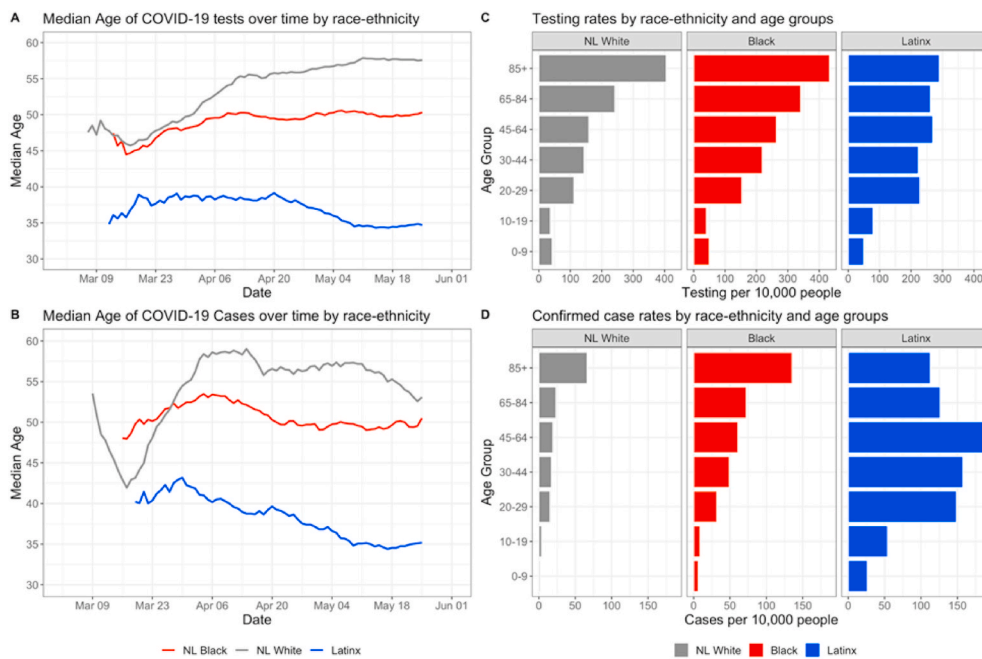 A Median Age of COVID-19 tests over time by race-ethnicity
60
55
50
45
40
35
30
Median Age
Mar 09 Mar 23 Apr 06 Apr 20 May 04 May 18 Jun 01
Date
B Median Age of COVID-19 Cases over time by race-ethnicity
60
55
50
45
40
35
30
Median Age
Mar 09 Mar 23 Apr 06 Apr 20 May 04 May 18 Jun 01
Date
NL Black NL White Latinx
C Testing rates by race-ethnicity and age groups
NL White Black Latinx
85+
65-84
45-64
30-44
20-29
10-19
0-9
Age Group
0 100 200 300 400 0 100 200 300 400 0 100 200 300 400
Testing per 10,000 people
D Confirmed case rates by race-ethnicity and age groups
NL White Black Latinx
85+
65-84
45-64
30-44
20-29
10-19
0-9
Age Group
0 50 100 150 0 50 100 150 0 50 100 150
Cases per 10,000 people
NL White Black Latinx